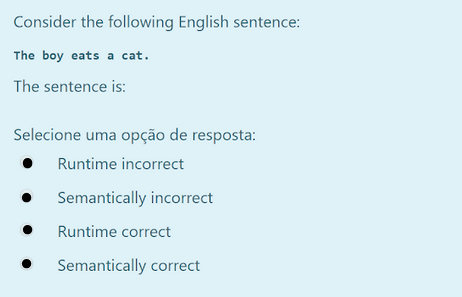 Consider the following English sentence:
The boy eats a cat.
The sentence is:
Selecione uma opção de resposta:
Runtime incorrect
Semantically incorrect
Runtime correct
Semantically correct